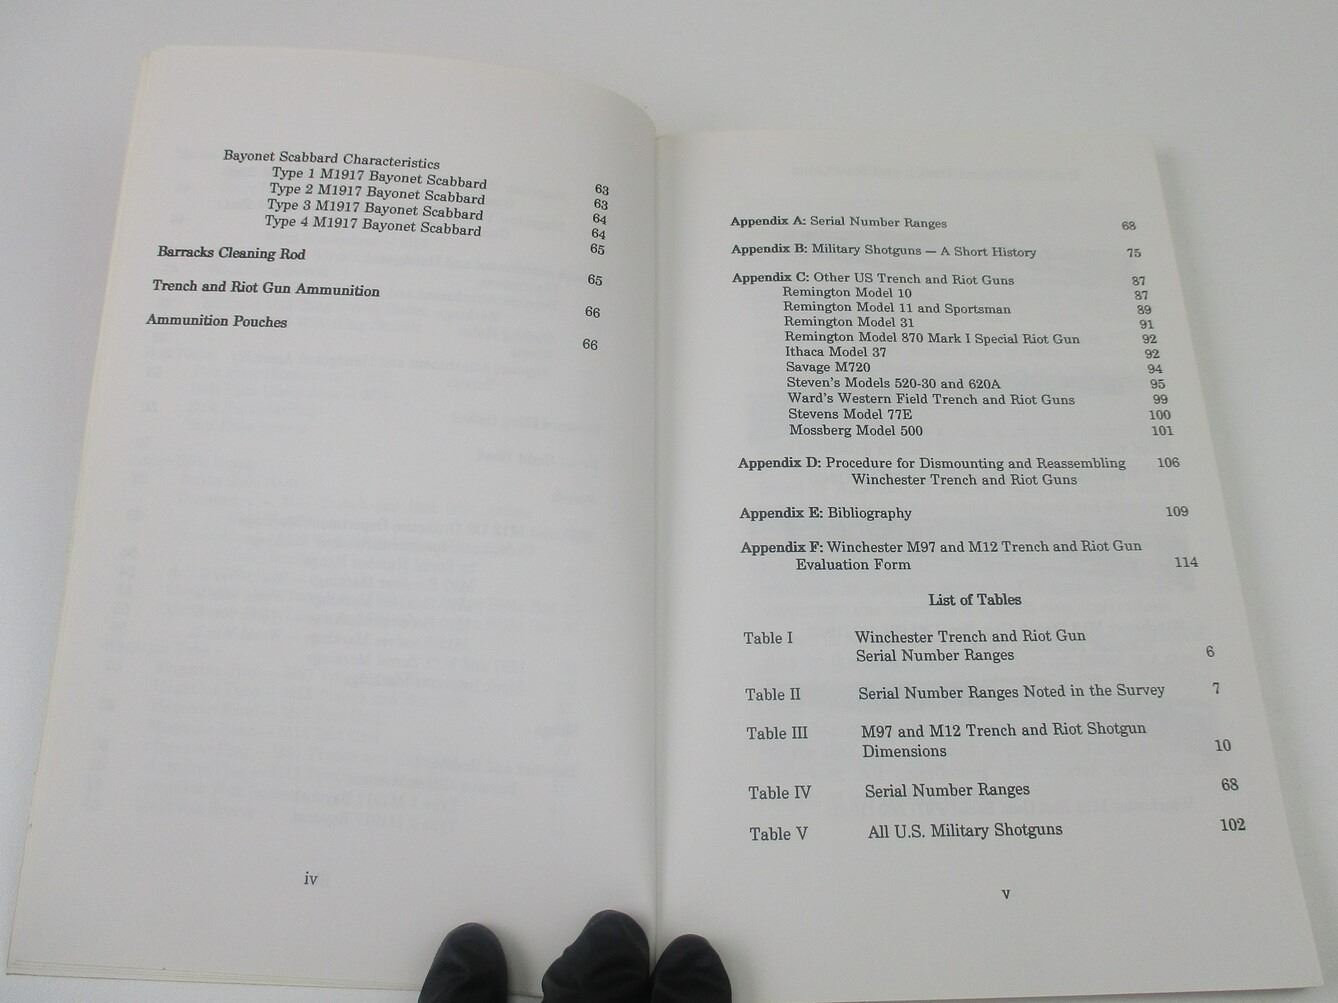 Bayonet Scabbard Characteristics 63
Type 1 M1917 Bayonet Scabbard 63
Type 2 M1917 Bayonet Scabbard 64
Type 3 M1917 Bayonet Scabbard 64
Type 4 M1917 Bayonet Scabbard 65
Barracks Cleaning Rod 65
Trench and Riot Gun Ammunition 66
Ammunition Pouches 66
iv
Appendix A: Serial Number Ranges 68
Appendix B: Military Shotguns — A Short History 75
Appendix C: Other US Trench and Riot Guns 87
Remington Model 10 87
Remington Model 11 and Sportsman 89
Remington Model 31 91
Remington Model 870 Mark I Special Riot Gun 92
Ithaca Model 37 92
Savage M720 94
Steven's Models 520-30 and 620A 95
Ward's Western Field Trench and Riot Guns 99
Stevens Model 77E 100
Mossberg Model 500 101
Appendix D: Procedure for Dismounting and Reassembling 106
Winchester Trench and Riot Guns
Appendix E: Bibliography 109
Appendix F: Winchester M97 and M12 Trench and Riot Gun
Evaluation Form 114
List of Tables
Table I Winchester Trench and Riot Gun
Serial Number Ranges 6
Table II Serial Number Ranges Noted in the Survey 7
Table III M97 and M12 Trench and Riot Shotgun
Dimensions 10
Table IV Serial Number Ranges 68
Table V All U.S. Military Shotguns 102
v